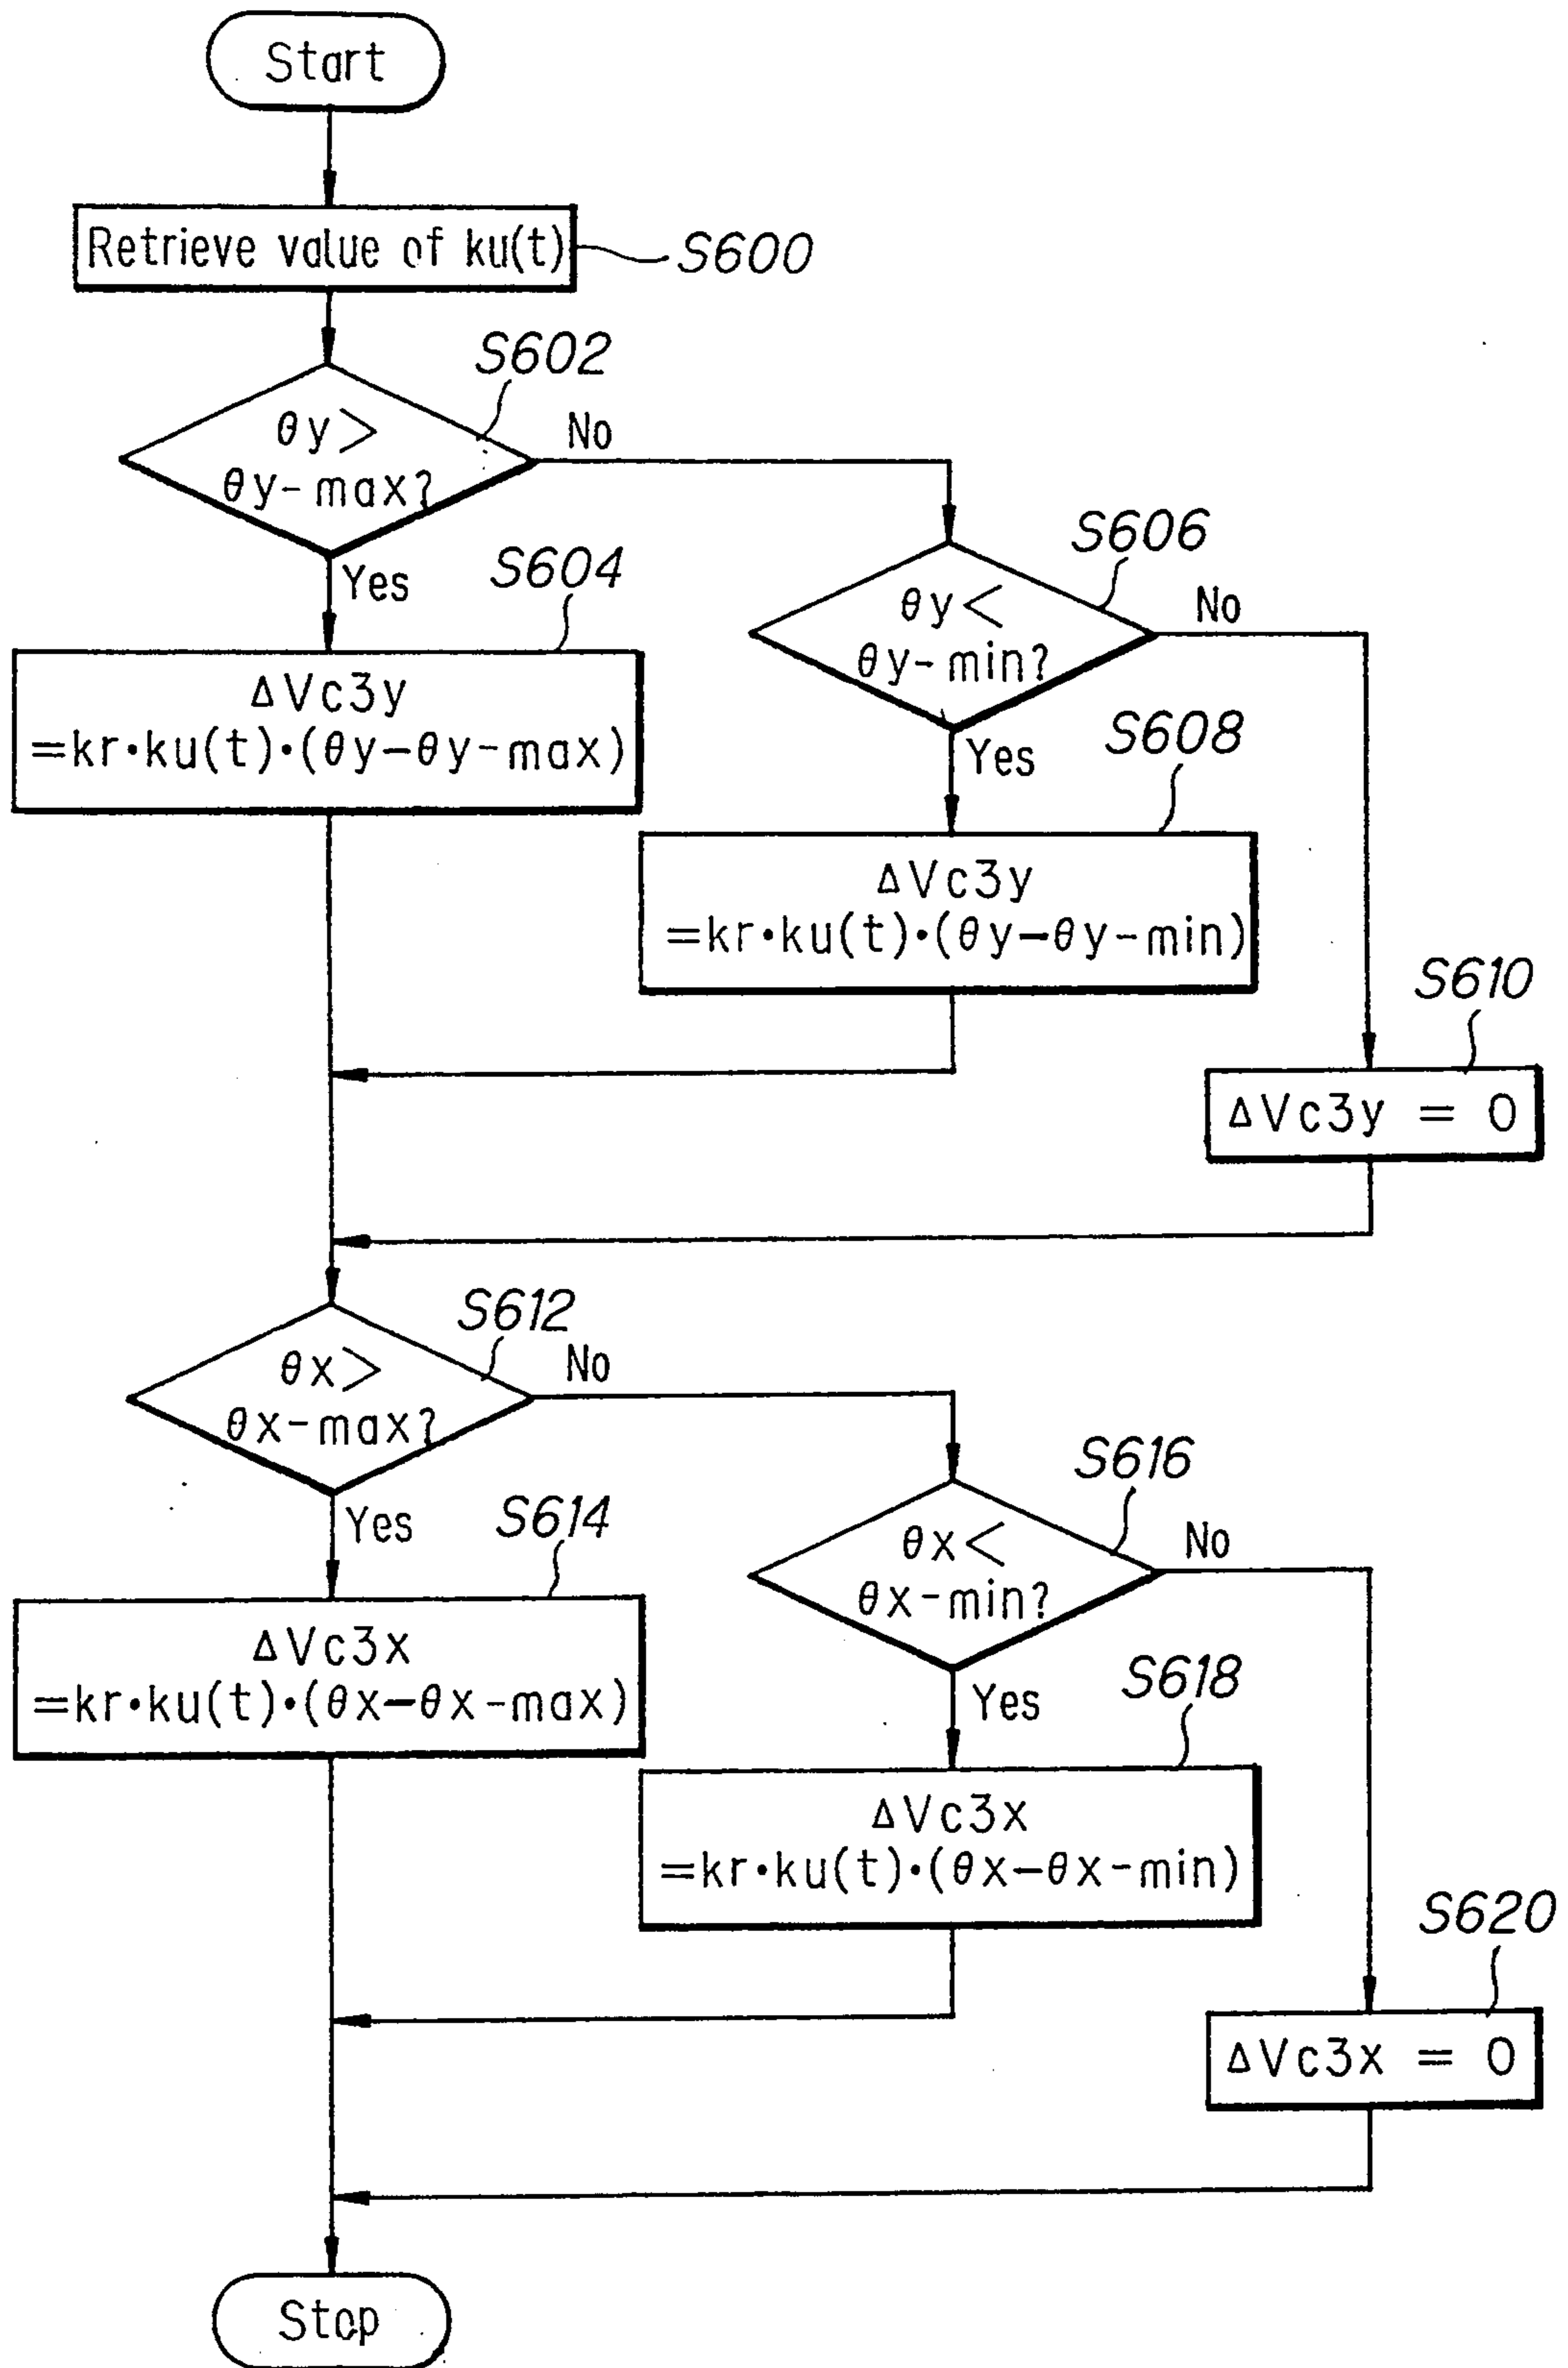 Start
Retrieve value of ku(t)
S600
S602
θy>
θy-max?
No
Yes
S604
ΔVc3y
=kr·ku(t)·(θy-θy-max)
S606
θy<
θy-min?
No
Yes
S608
ΔVc3y
=kr·ku(t)·(θy-θy-min)
S610
ΔVc3y = 0
S612
θx>
θx-max?
No
Yes
S614
ΔVc3x
=kr·ku(t)·(θx-θx-max)
S616
θx<
θx-min?
No
Yes
S618
ΔVc3x
=kr·ku(t)·(θx-θx-min)
S620
ΔVc3x = 0
Stop